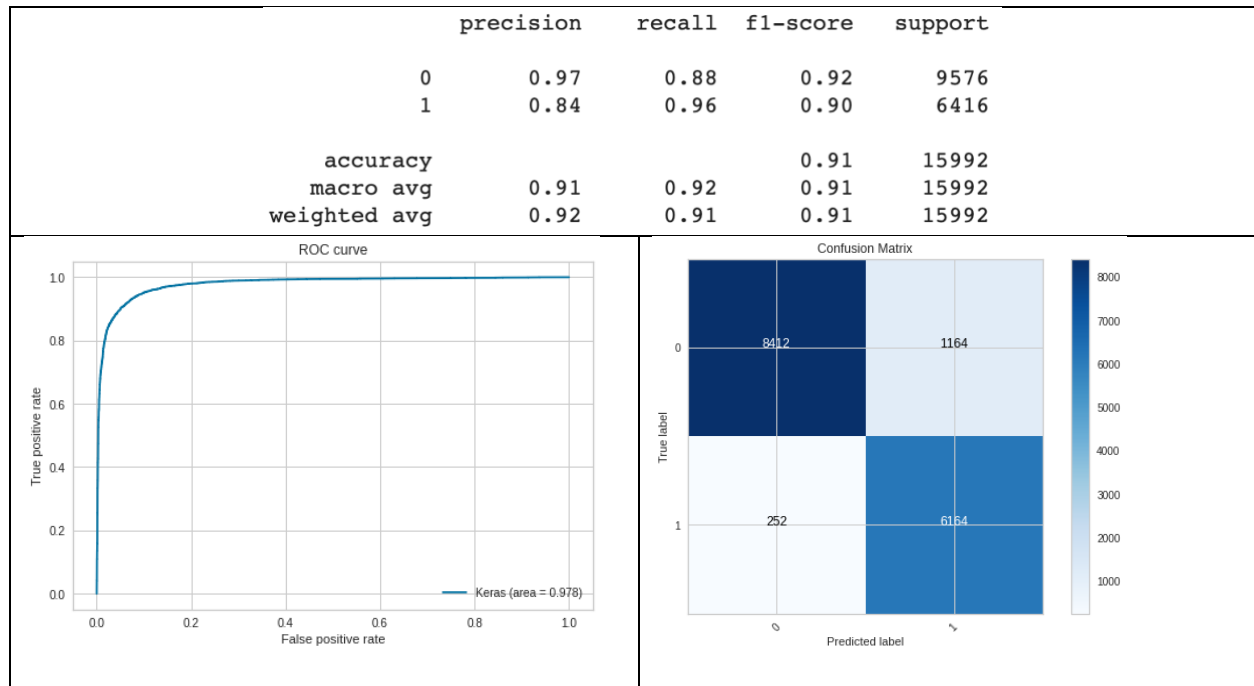 precision recall f1-score support
0 0.97 0.88 0.92 9576
1 0.84 0.96 0.90 6416
accuracy 0.91 15992
macro avg 0.91 0.92 0.91 15992
weighted avg 0.92 0.91 0.91 15992
ROC curve
1.0
0.8
0.6
0.4
0.2
0.0
True positive rate
Keras (area = 0.978)
0.0 0.2 0.4 0.6 0.8 1.0
False positive rate
Confusion Matrix
0
1
True label
8412 1164
252 6164
0 1
Predicted label
8000
7000
6000
5000
4000
3000
2000
1000